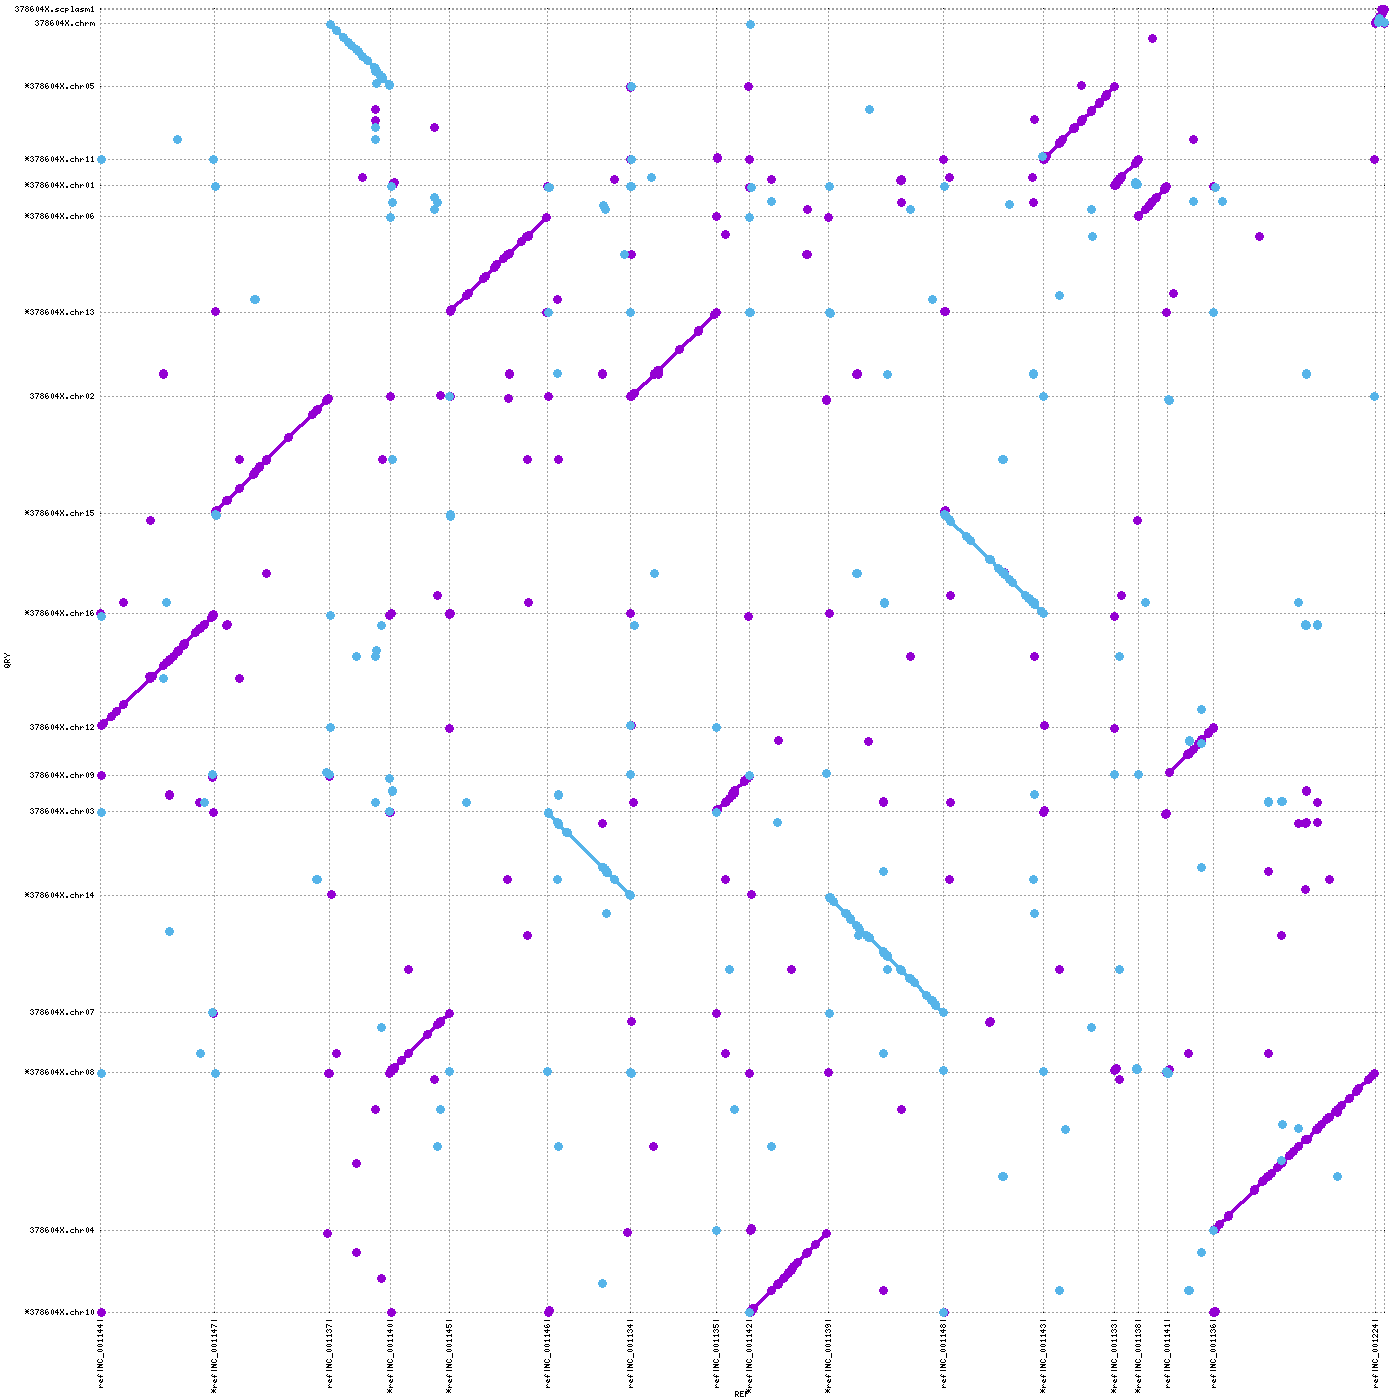 378604X.scplasm1
378604X.chrm
*378604X.chr05
*378604X.chr11
*378604X.chr01
*378604X.chr06
*378604X.chr13
378604X.chr02
*378604X.chr15
*378604X.chr16
QRY
378604X.chr12
378604X.chr09
378604X.chr03
*378604X.chr14
*378604X.chr07
*378604X.chr08
378604X.chr04
*378604X.chr10
ref|NC_001144|
*ref|NC_001147|
ref|NC_001137|
ref|NC_001140|
*ref|NC_001145|
ref|NC_001146|
ref|NC_001134|
ref|NC_001135|
*ref|NC_001142|
*ref|NC_001139|
ref|NC_001148|
*ref|NC_001143|
*ref|NC_001133|
*ref|NC_001138|
*ref|NC_001141|
ref|NC_001136|
ref|NC_001224|
REF